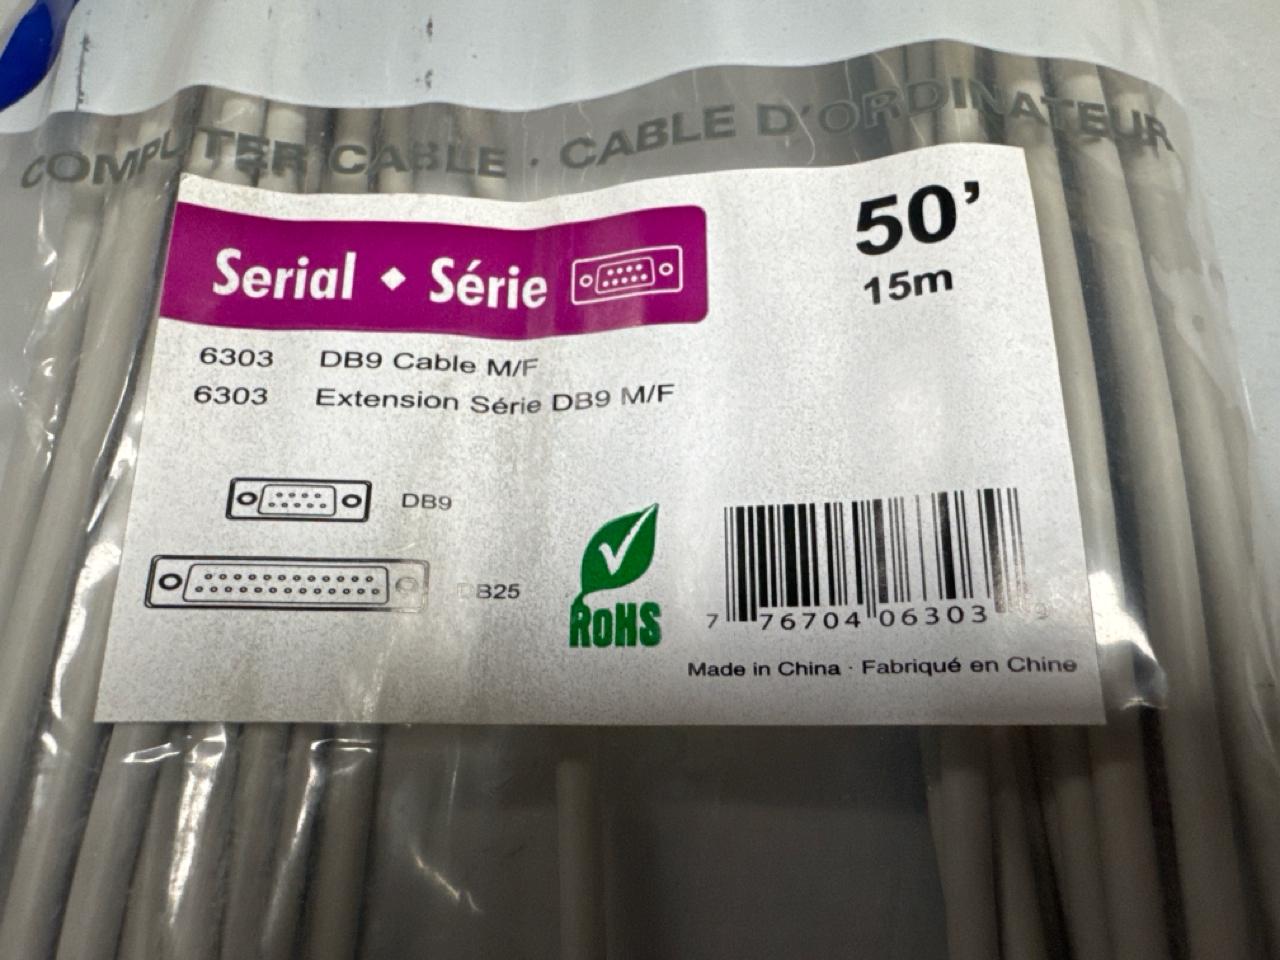 COMPUTER CABLE · CABLE D'ORDINATEUR
50'
15m
Serial ◆ Série
6303 DB9 Cable M/F
6303 Extension Série DB9 M/F
DB9
DB25
RoHS
7 76704 06303 9
Made in China · Fabriqué en Chine